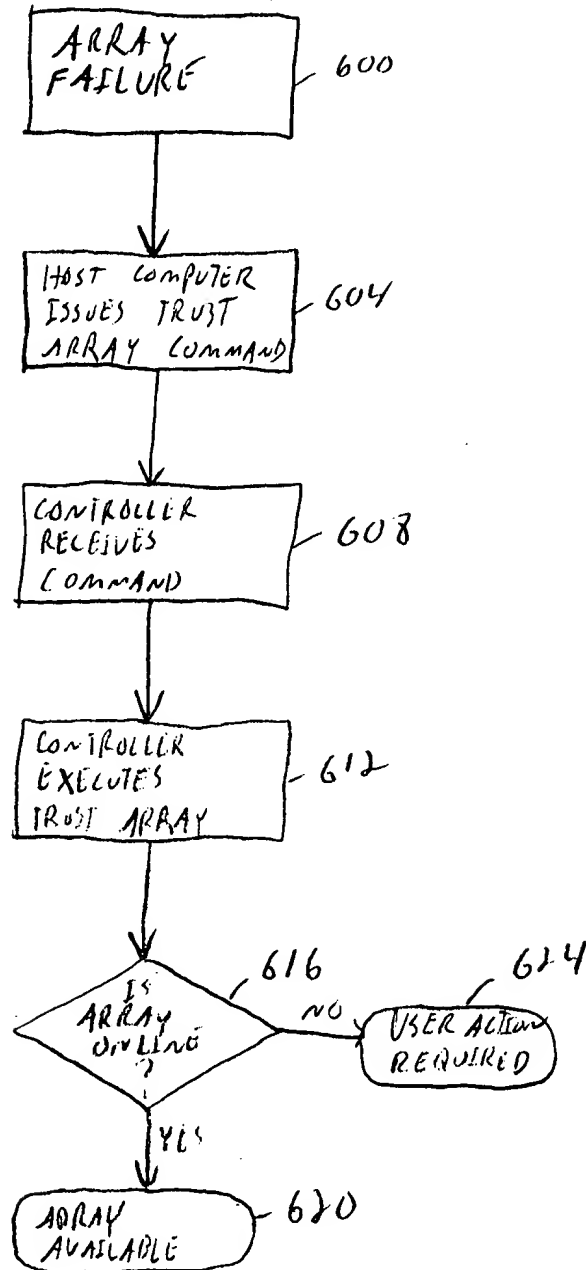 ARRAY
FAILURE
600
HOST COMPUTER
ISSUES TRUST
ARRAY COMMAND
604
CONTROLLER
RECEIVES
COMMAND
608
CONTROLLER
EXECUTES
TRUST ARRAY
612
IS
ARRAY
ONLINE
?
616
NO
USER ACTION
REQUIRED
624
YES
ARRAY
AVAILABLE
620